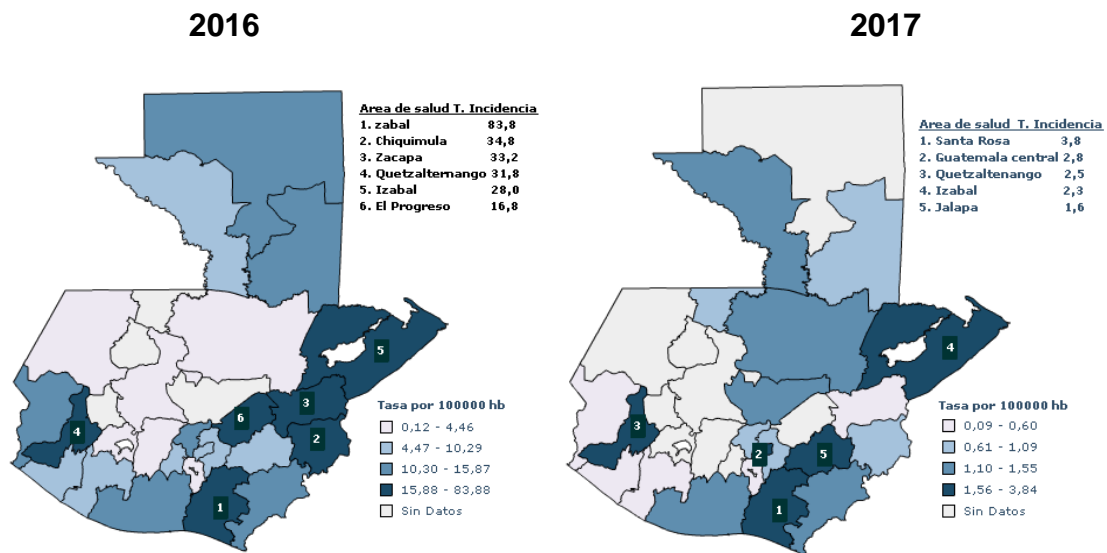 2016
2017
Area de salud T. Incidencia
1. zabal 83,8
2. Chiquimula 34,8
3. Zacapa 33,2
4. Quetzalternango 31,8
5. Izabal 28,0
6. El Progreso 16,8
5
6
3
4
2
1
Tasa por 100000 hb
0,12 - 4,46
4,47 - 10,29
10,30 - 15,87
15,88 - 83,88
Sin Datos
Area de salud T. Incidencia
1. Santa Rosa 3,8
2. Guatemala central 2,8
3. Quetzaltenango 2,5
4. Izabal 2,3
5. Jalapa 1,6
4
3
2
5
1
Tasa por 100000 hb
0,09 - 0,60
0,61 - 1,09
1,10 - 1,55
1,56 - 3,84
Sin Datos